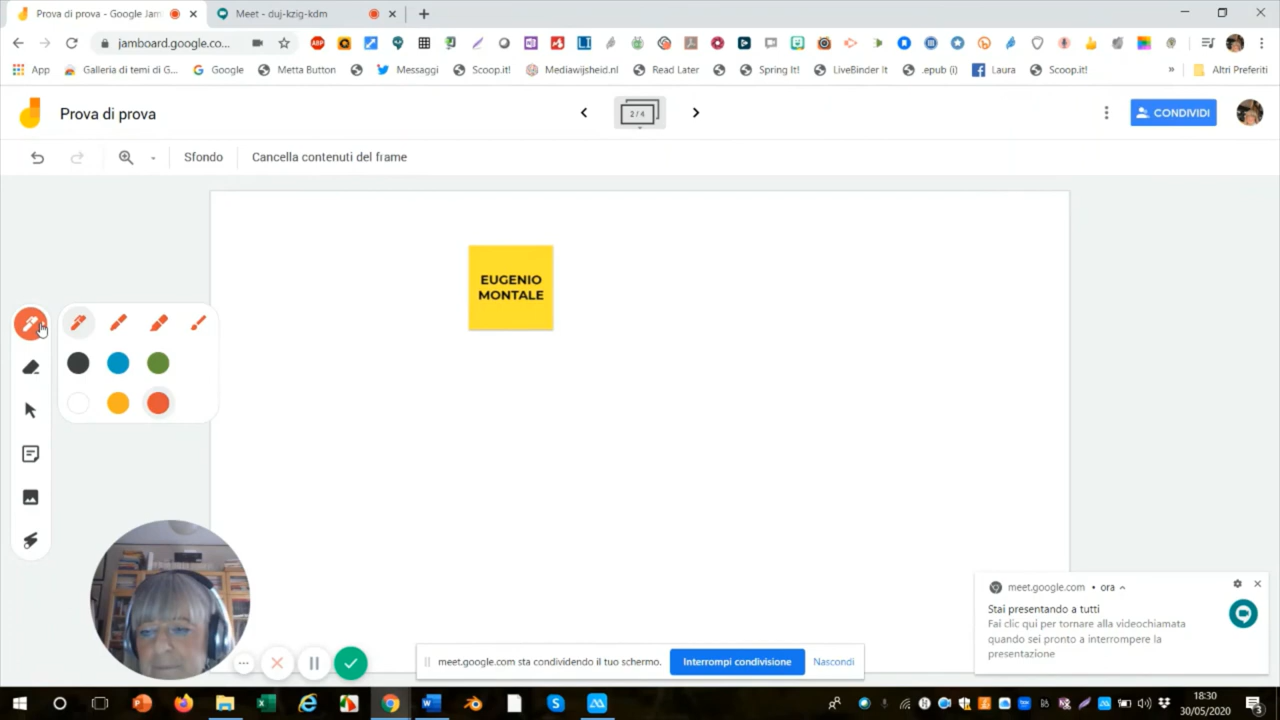 Prova di prova - Google Jam
Meet - duj-kzig-kdm
jamboard.google.co...
App
Galleria di temi di G...
Google
Metta Button
Messaggi
Scoop.it!
Mediawijsheid.nl
Read Later
Spring It!
LiveBinder It
.epub (i)
Laura
Scoop.it!
»
Altri Preferiti
Prova di prova
2 / 4
CONDIVIDI
Sfondo
Cancella contenuti del frame
EUGENIO
MONTALE
meet.google.com • ora
Stai presentando a tutti
Fai clic qui per tornare alla videochiamata
quando sei pronto a interrompere la
presentazione
meet.google.com sta condividendo il tuo schermo.
Interrompi condivisione
Nascondi
18:30
30/05/2020